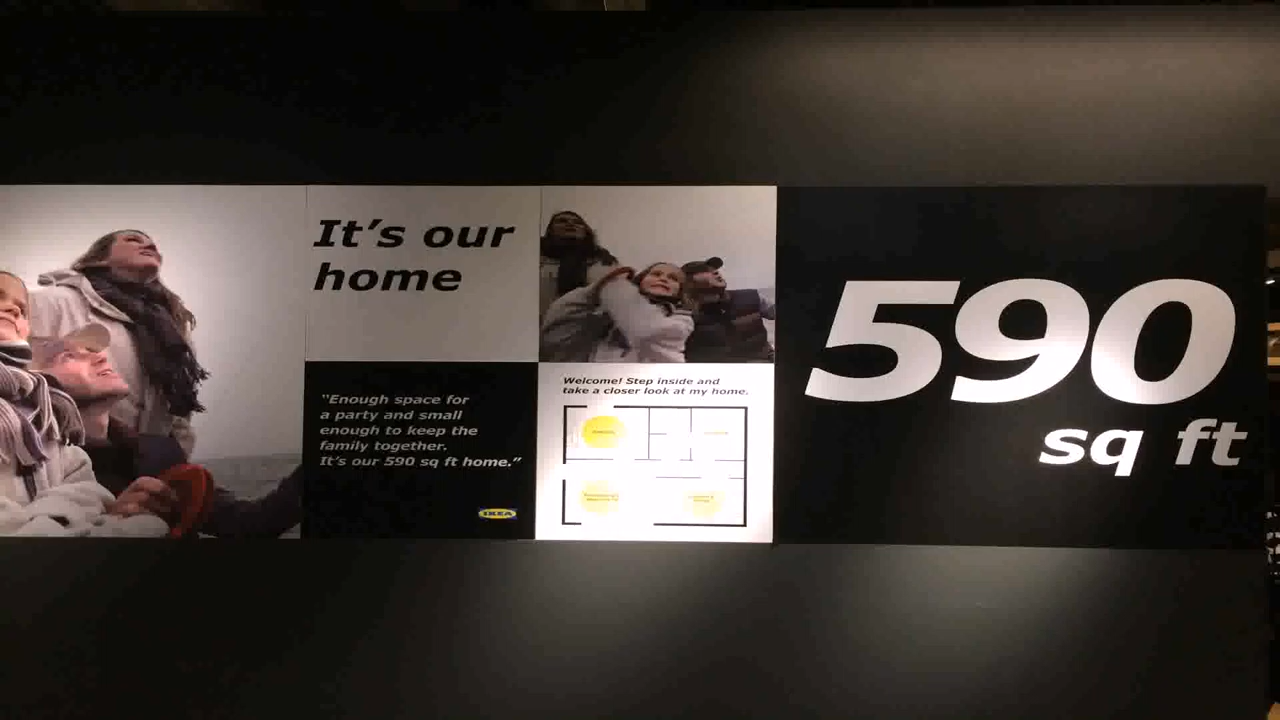 It's our
home
"Enough space for
a party and small
enough to keep the
family together.
It's our 590 sq ft home."
IKEA
Welcome! Step inside and
take a closer look at my home.
590
sq ft